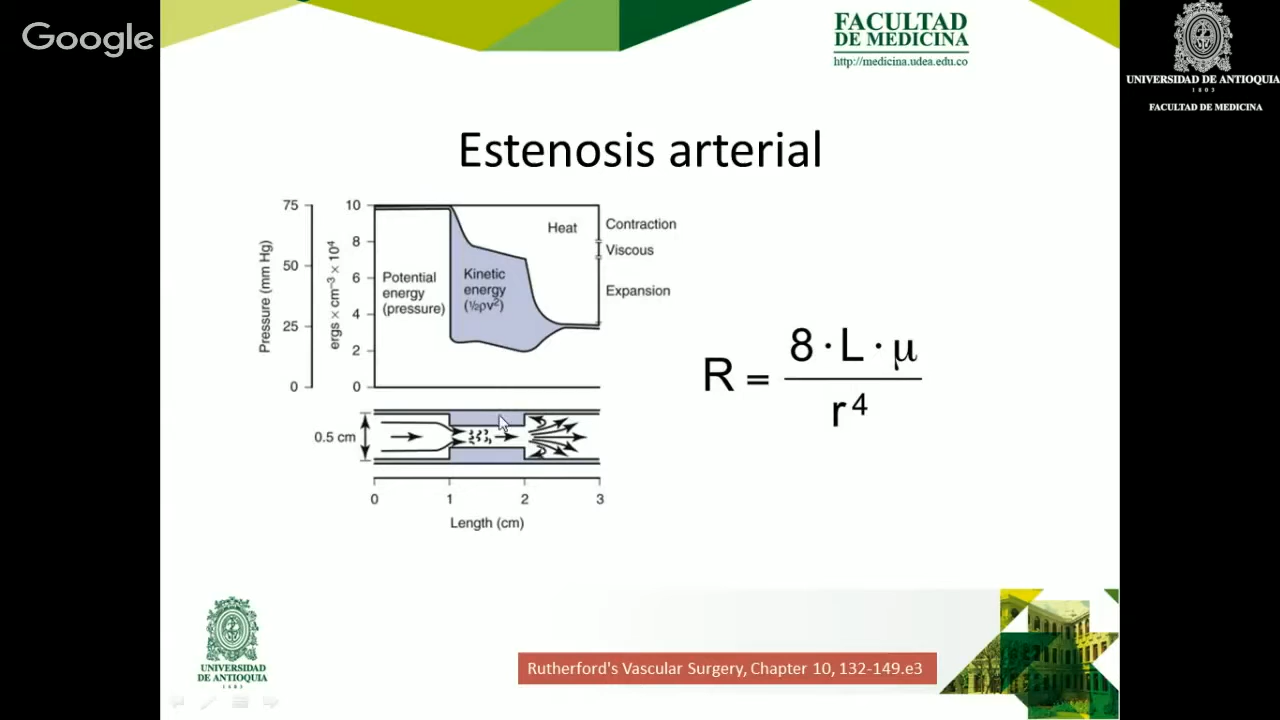 Google
FACULTAD
DE MEDICINA
http://medicina.udea.edu.co
UNIVERSIDAD DE ANTIOQUIA
1803
FACULTAD DE MEDICINA
Estenosis arterial
75
50
25
0
Pressure (mm Hg)
10
8
6
4
2
0
ergs × cm⁻³ × 10⁴
Potential
energy
(pressure)
Kinetic
energy
(½ρv²)
Heat
Contraction
Viscous
Expansion
0.5 cm
0 1 2 3
Length (cm)
R = 8 · L · μ
r⁴
UNIVERSIDAD
DE ANTIOQUIA
1803
Rutherford's Vascular Surgery, Chapter 10, 132-149.e3